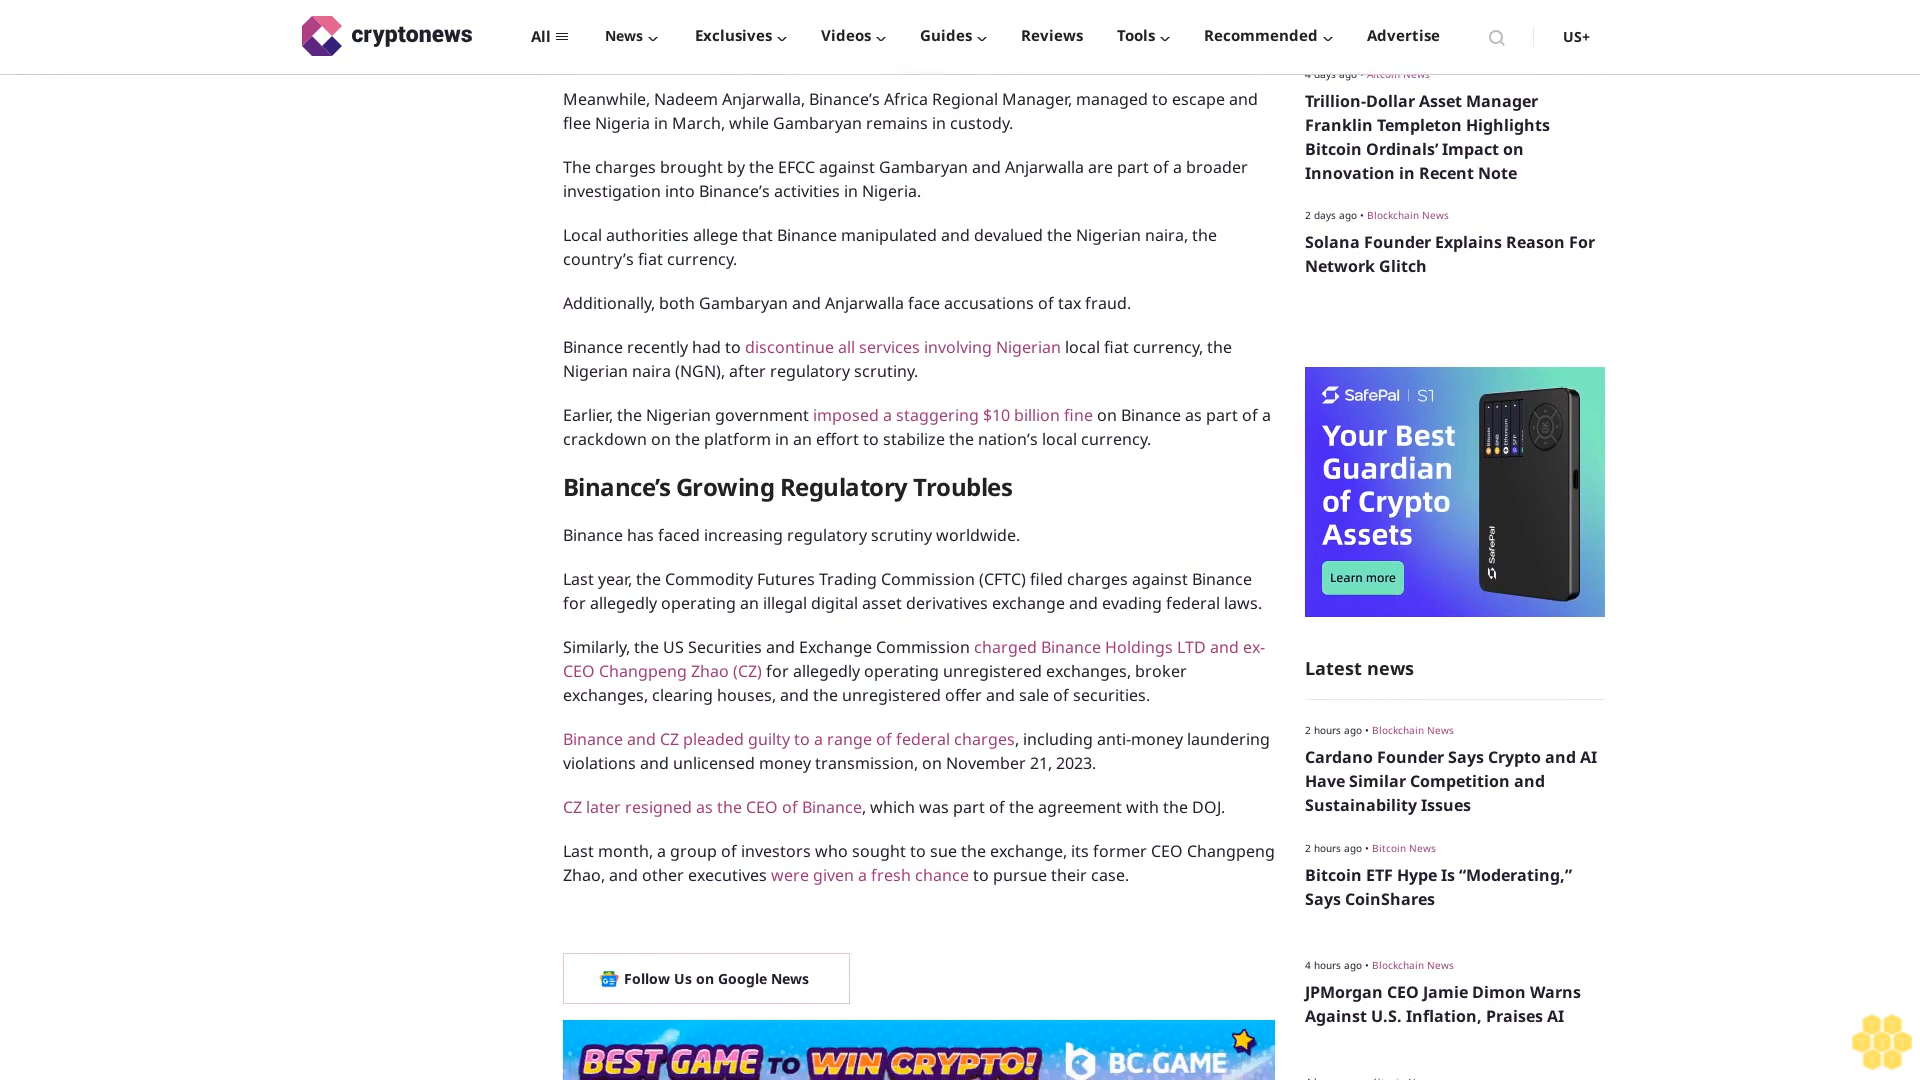 cryptonews
All
News
Exclusives
Videos
Guides
Reviews
Tools
Recommended
Advertise
US+
Meanwhile, Nadeem Anjarwalla, Binance’s Africa Regional Manager, managed to escape and
flee Nigeria in March, while Gambaryan remains in custody.
The charges brought by the EFCC against Gambaryan and Anjarwalla are part of a broader
investigation into Binance’s activities in Nigeria.
Local authorities allege that Binance manipulated and devalued the Nigerian naira, the
country’s fiat currency.
Additionally, both Gambaryan and Anjarwalla face accusations of tax fraud.
Binance recently had to discontinue all services involving Nigerian local fiat currency, the
Nigerian naira (NGN), after regulatory scrutiny.
Earlier, the Nigerian government imposed a staggering $10 billion fine on Binance as part of a
crackdown on the platform in an effort to stabilize the nation’s local currency.
Binance’s Growing Regulatory Troubles
Binance has faced increasing regulatory scrutiny worldwide.
Last year, the Commodity Futures Trading Commission (CFTC) filed charges against Binance
for allegedly operating an illegal digital asset derivatives exchange and evading federal laws.
Similarly, the US Securities and Exchange Commission charged Binance Holdings LTD and ex-
CEO Changpeng Zhao (CZ) for allegedly operating unregistered exchanges, broker
exchanges, clearing houses, and the unregistered offer and sale of securities.
Binance and CZ pleaded guilty to a range of federal charges, including anti-money laundering
violations and unlicensed money transmission, on November 21, 2023.
CZ later resigned as the CEO of Binance, which was part of the agreement with the DOJ.
Last month, a group of investors who sought to sue the exchange, its former CEO Changpeng
Zhao, and other executives were given a fresh chance to pursue their case.
Follow Us on Google News
BEST GAME TO WIN CRYPTO!
BC.GAME
4 days ago • Altcoin News
Trillion-Dollar Asset Manager
Franklin Templeton Highlights
Bitcoin Ordinals’ Impact on
Innovation in Recent Note
2 days ago • Blockchain News
Solana Founder Explains Reason For
Network Glitch
SafePal | S1
Your Best
Guardian
of Crypto
Assets
Learn more
SafePal
Latest news
2 hours ago • Blockchain News
Cardano Founder Says Crypto and AI
Have Similar Competition and
Sustainability Issues
2 hours ago • Bitcoin News
Bitcoin ETF Hype Is “Moderating,”
Says CoinShares
4 hours ago • Blockchain News
JPMorgan CEO Jamie Dimon Warns
Against U.S. Inflation, Praises AI